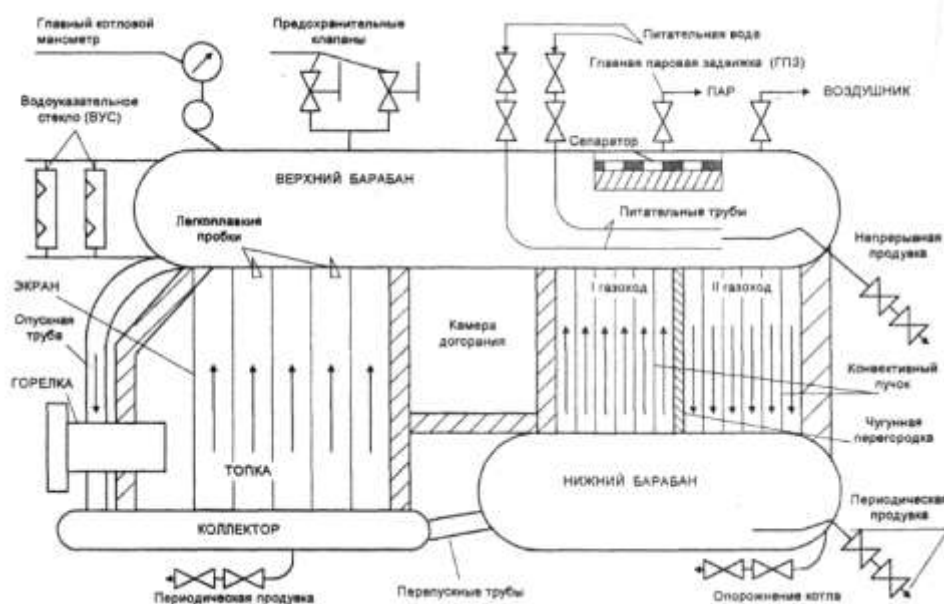 Главный котловой
манометр
Предохранительные
клапаны
Питательная вода
Главная паровая задвижка (ГПЗ)
ПАР
ВОЗДУШНИК
Водоуказательное
стекло (ВУС)
Сепаратор
ВЕРХНИЙ БАРАБАН
Легкоплавкие
пробки
Питательные трубы
Непрерывная
продувка
ЭКРАН
I газоход
II газоход
Опускная
труба
Камера
догорания
ГОРЕЛКА
Конвективный
пучок
Чугунная
перегородка
ТОПКА
НИЖНИЙ БАРАБАН
КОЛЛЕКТОР
Периодическая
продувка
Периодическая продувка
Перепускные трубы
Опорожнение котла